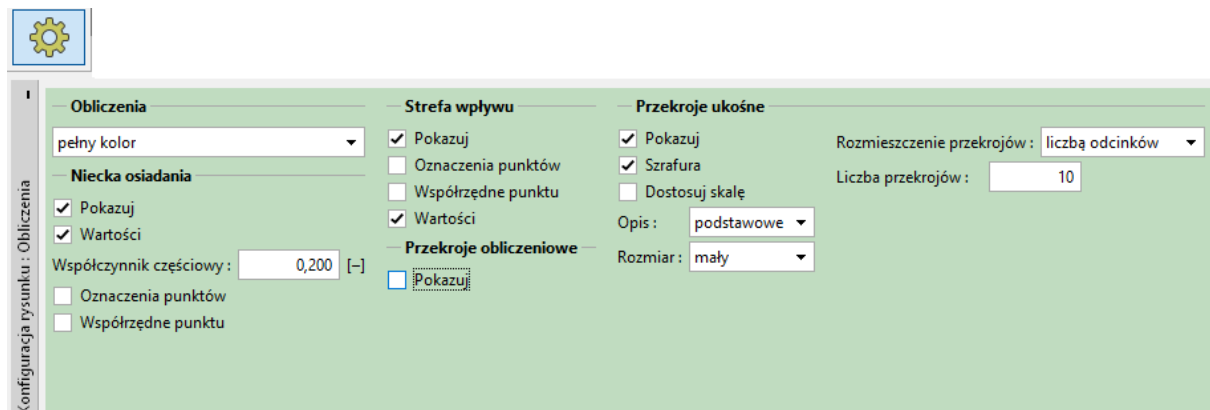 Konfiguracja rysunku : Obliczenia
Obliczenia
pełny kolor
Niecka osiadania
Pokazuj
Wartości
Współczynnik częściowy :
0,200
[–]
Oznaczenia punktów
Współrzędne punktu
Strefa wpływu
Pokazuj
Oznaczenia punktów
Współrzędne punktu
Wartości
Przekroje obliczeniowe
Pokazuj
Przekroje ukośne
Pokazuj
Szrafura
Dostosuj skalę
Opis :
podstawowe
Rozmiar :
mały
Rozmieszczenie przekrojów :
liczbą odcinków
Liczba przekrojów :
10